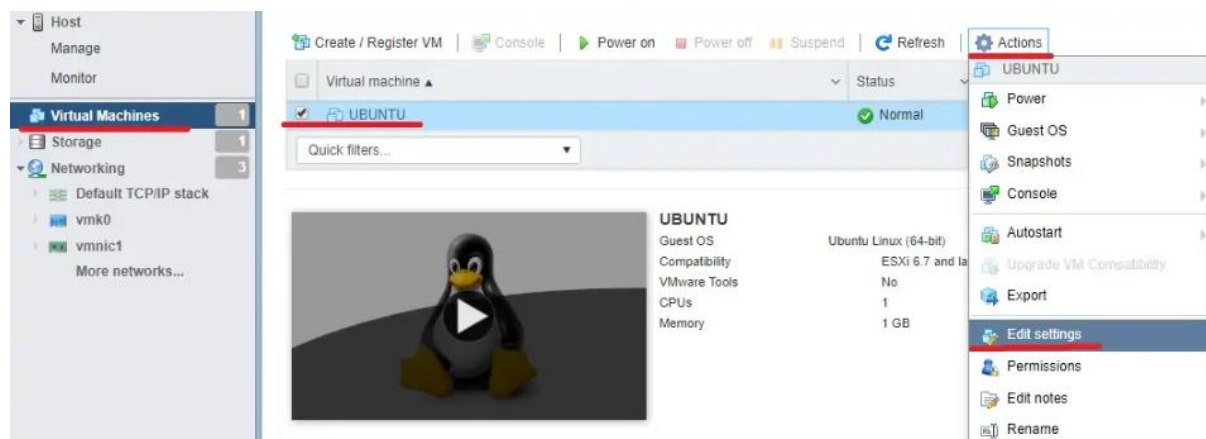 Host
Manage
Monitor
Virtual Machines 1
Storage 1
Networking 3
Default TCP/IP stack
vmk0
vmnic1
More networks...
Create / Register VM Console Power on Power off Suspend Refresh Actions
Virtual machine ▲ Status
UBUNTU Normal
Quick filters...
UBUNTU
Guest OS Ubuntu Linux (64-bit)
Compatibility ESXi 6.7 and la
VMware Tools No
CPUs 1
Memory 1 GB
UBUNTU
Power
Guest OS
Snapshots
Console
Autostart
Upgrade VM Compatibility
Export
Edit settings
Permissions
Edit notes
Rename